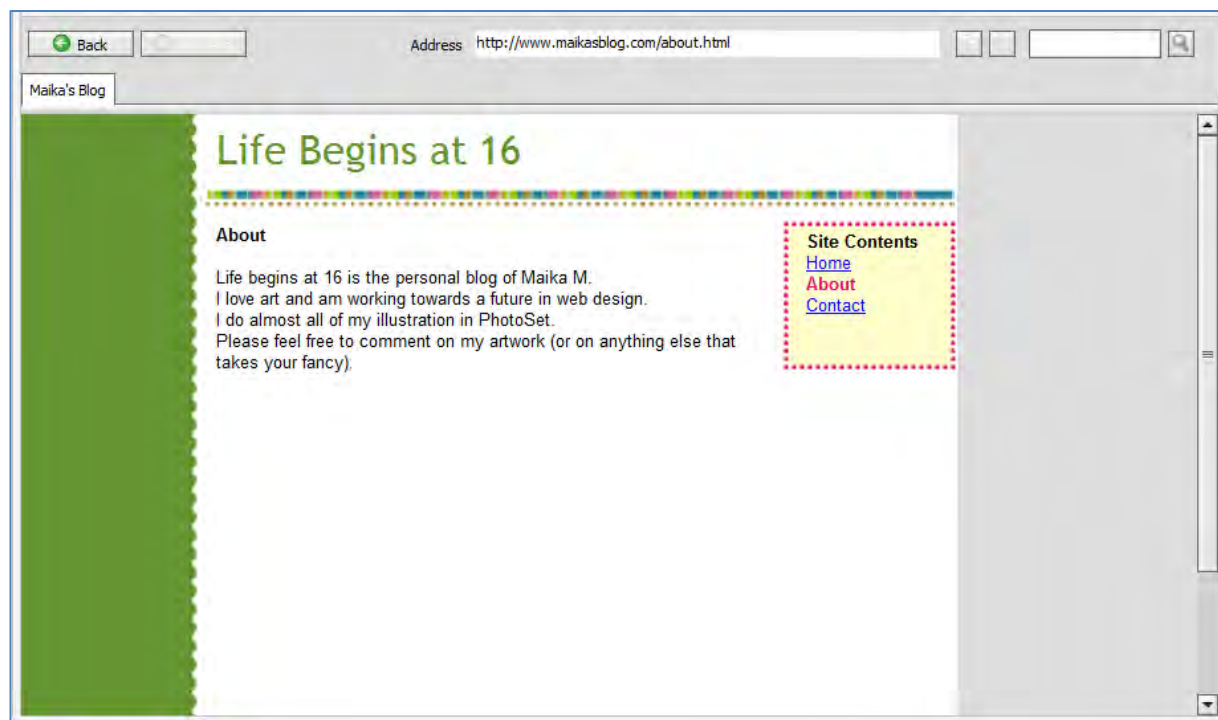 Back
Address http://www.maikasblog.com/about.html
Maika's Blog
Life Begins at 16
About
Life begins at 16 is the personal blog of Maika M.
I love art and am working towards a future in web design.
I do almost all of my illustration in PhotoSet.
Please feel free to comment on my artwork (or on anything else that
takes your fancy).
Site Contents
Home
About
Contact